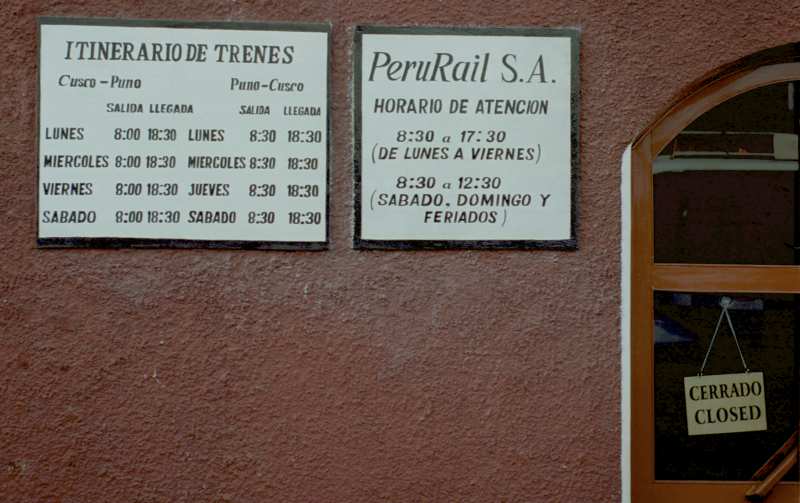 ITINERARIO DE TRENES
Cusco - Puno Puno - Cusco
SALIDA LLEGADA SALIDA LLEGADA
LUNES 8:00 18:30 LUNES 8:30 18:30
MIERCOLES 8:00 18:30 MIERCOLES 8:30 18:30
VIERNES 8:00 18:30 JUEVES 8:30 18:30
SABADO 8:00 18:30 SABADO 8:30 18:30
PeruRail S.A.
HORARIO DE ATENCION
8:30 a 17:30
(DE LUNES A VIERNES)
8:30 a 12:30
(SABADO, DOMINGO Y
FERIADOS)
CERRADO
CLOSED